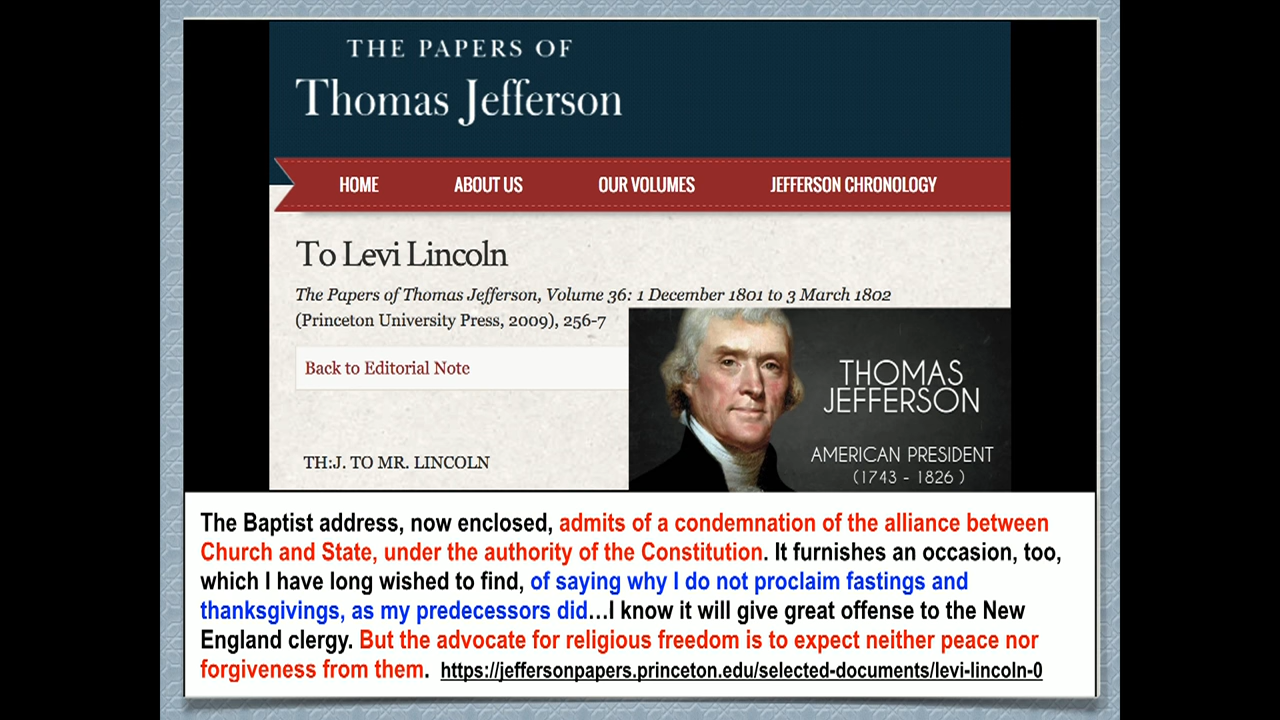 THE PAPERS OF
Thomas Jefferson
HOME ABOUT US OUR VOLUMES JEFFERSON CHRONOLOGY
To Levi Lincoln
The Papers of Thomas Jefferson, Volume 36: 1 December 1801 to 3 March 1802
(Princeton University Press, 2009), 256-7
Back to Editorial Note
TH:J. TO MR. LINCOLN
THOMAS
JEFFERSON
AMERICAN PRESIDENT
(1743 - 1826 )
The Baptist address, now enclosed, admits of a condemnation of the alliance between
Church and State, under the authority of the Constitution. It furnishes an occasion, too,
which I have long wished to find, of saying why I do not proclaim fastings and
thanksgivings, as my predecessors did…I know it will give great offense to the New
England clergy. But the advocate for religious freedom is to expect neither peace nor
forgiveness from them. https://jeffersonpapers.princeton.edu/selected-documents/levi-lincoln-0